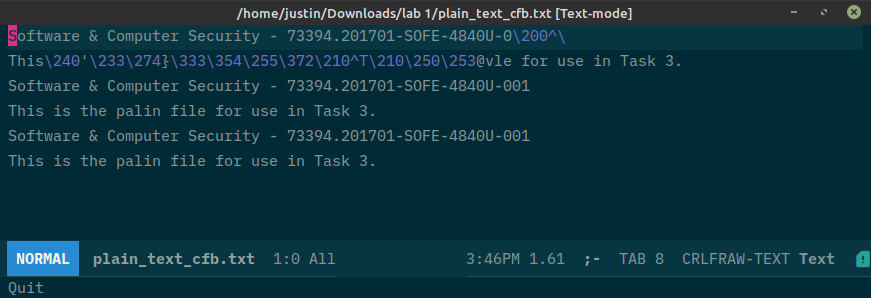 /home/justin/Downloads/lab 1/plain_text_cfb.txt [Text-mode]
Software & Computer Security - 73394.201701-SOFE-4840U-0\200^\
This\240'\233\274}\333\354\255\372\210^T\210\250\253@vle for use in Task 3.
Software & Computer Security - 73394.201701-SOFE-4840U-001
This is the palin file for use in Task 3.
Software & Computer Security - 73394.201701-SOFE-4840U-001
This is the palin file for use in Task 3.
NORMAL plain_text_cfb.txt 1:0 All 3:46PM 1.61 ;- TAB 8 CRLFRAW-TEXT Text !
Quit